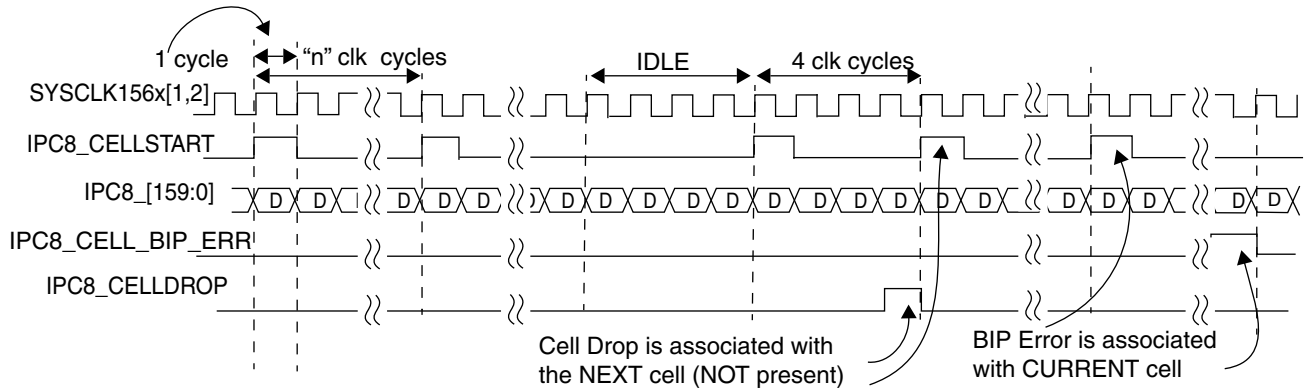 1 cycle
“n” clk cycles
IDLE
4 clk cycles
SYSCLK156x[1,2]
IPC8_CELLSTART
IPC8_[159:0]
D D D D D D D D D D D D D D D D D D D D D D D
IPC8_CELL_BIP_ERR
IPC8_CELLDROP
Cell Drop is associated with
the NEXT cell (NOT present)
BIP Error is associated
with CURRENT cell